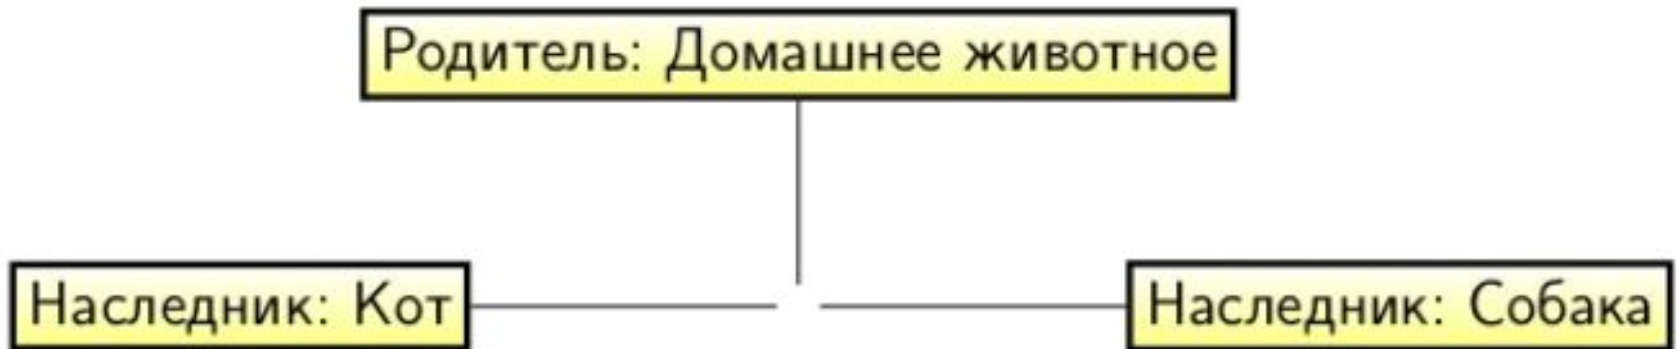 Родитель: Домашнее животное
Наследник: Кот
Наследник: Собака